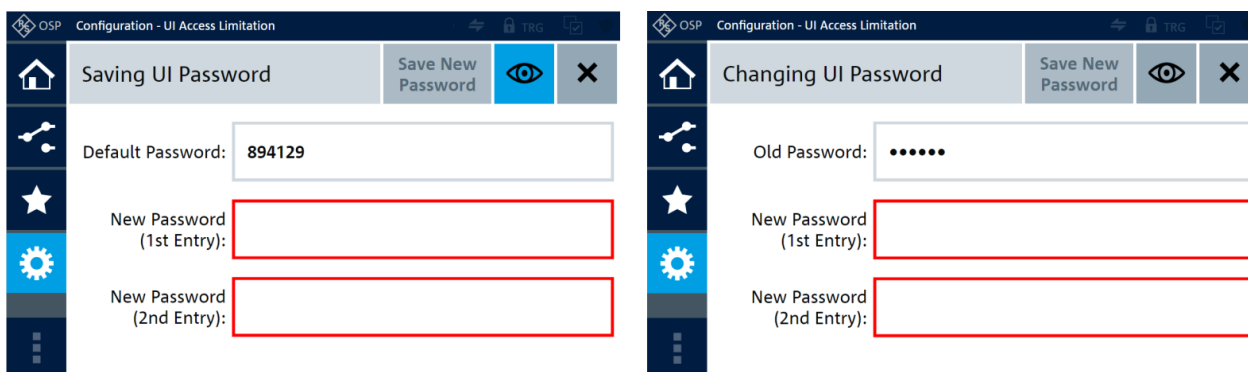 OSP Configuration - UI Access Limitation TRG
Saving UI Password
Save New
Password
Default Password: 894129
New Password
(1st Entry):
New Password
(2nd Entry):
OSP Configuration - UI Access Limitation TRG
Changing UI Password
Save New
Password
Old Password: ••••••
New Password
(1st Entry):
New Password
(2nd Entry):